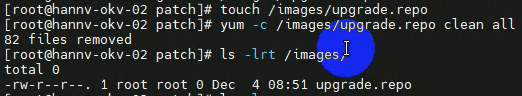 [root@hannv-okv-02 patch]# touch /images/upgrade.repo
[root@hannv-okv-02 patch]# yum -c /images/upgrade.repo clean all
82 files removed
[root@hannv-okv-02 patch]# ls -lrt /images/
total 0
-rw-r--r--. 1 root root 0 Dec  4 08:51 upgrade.repo